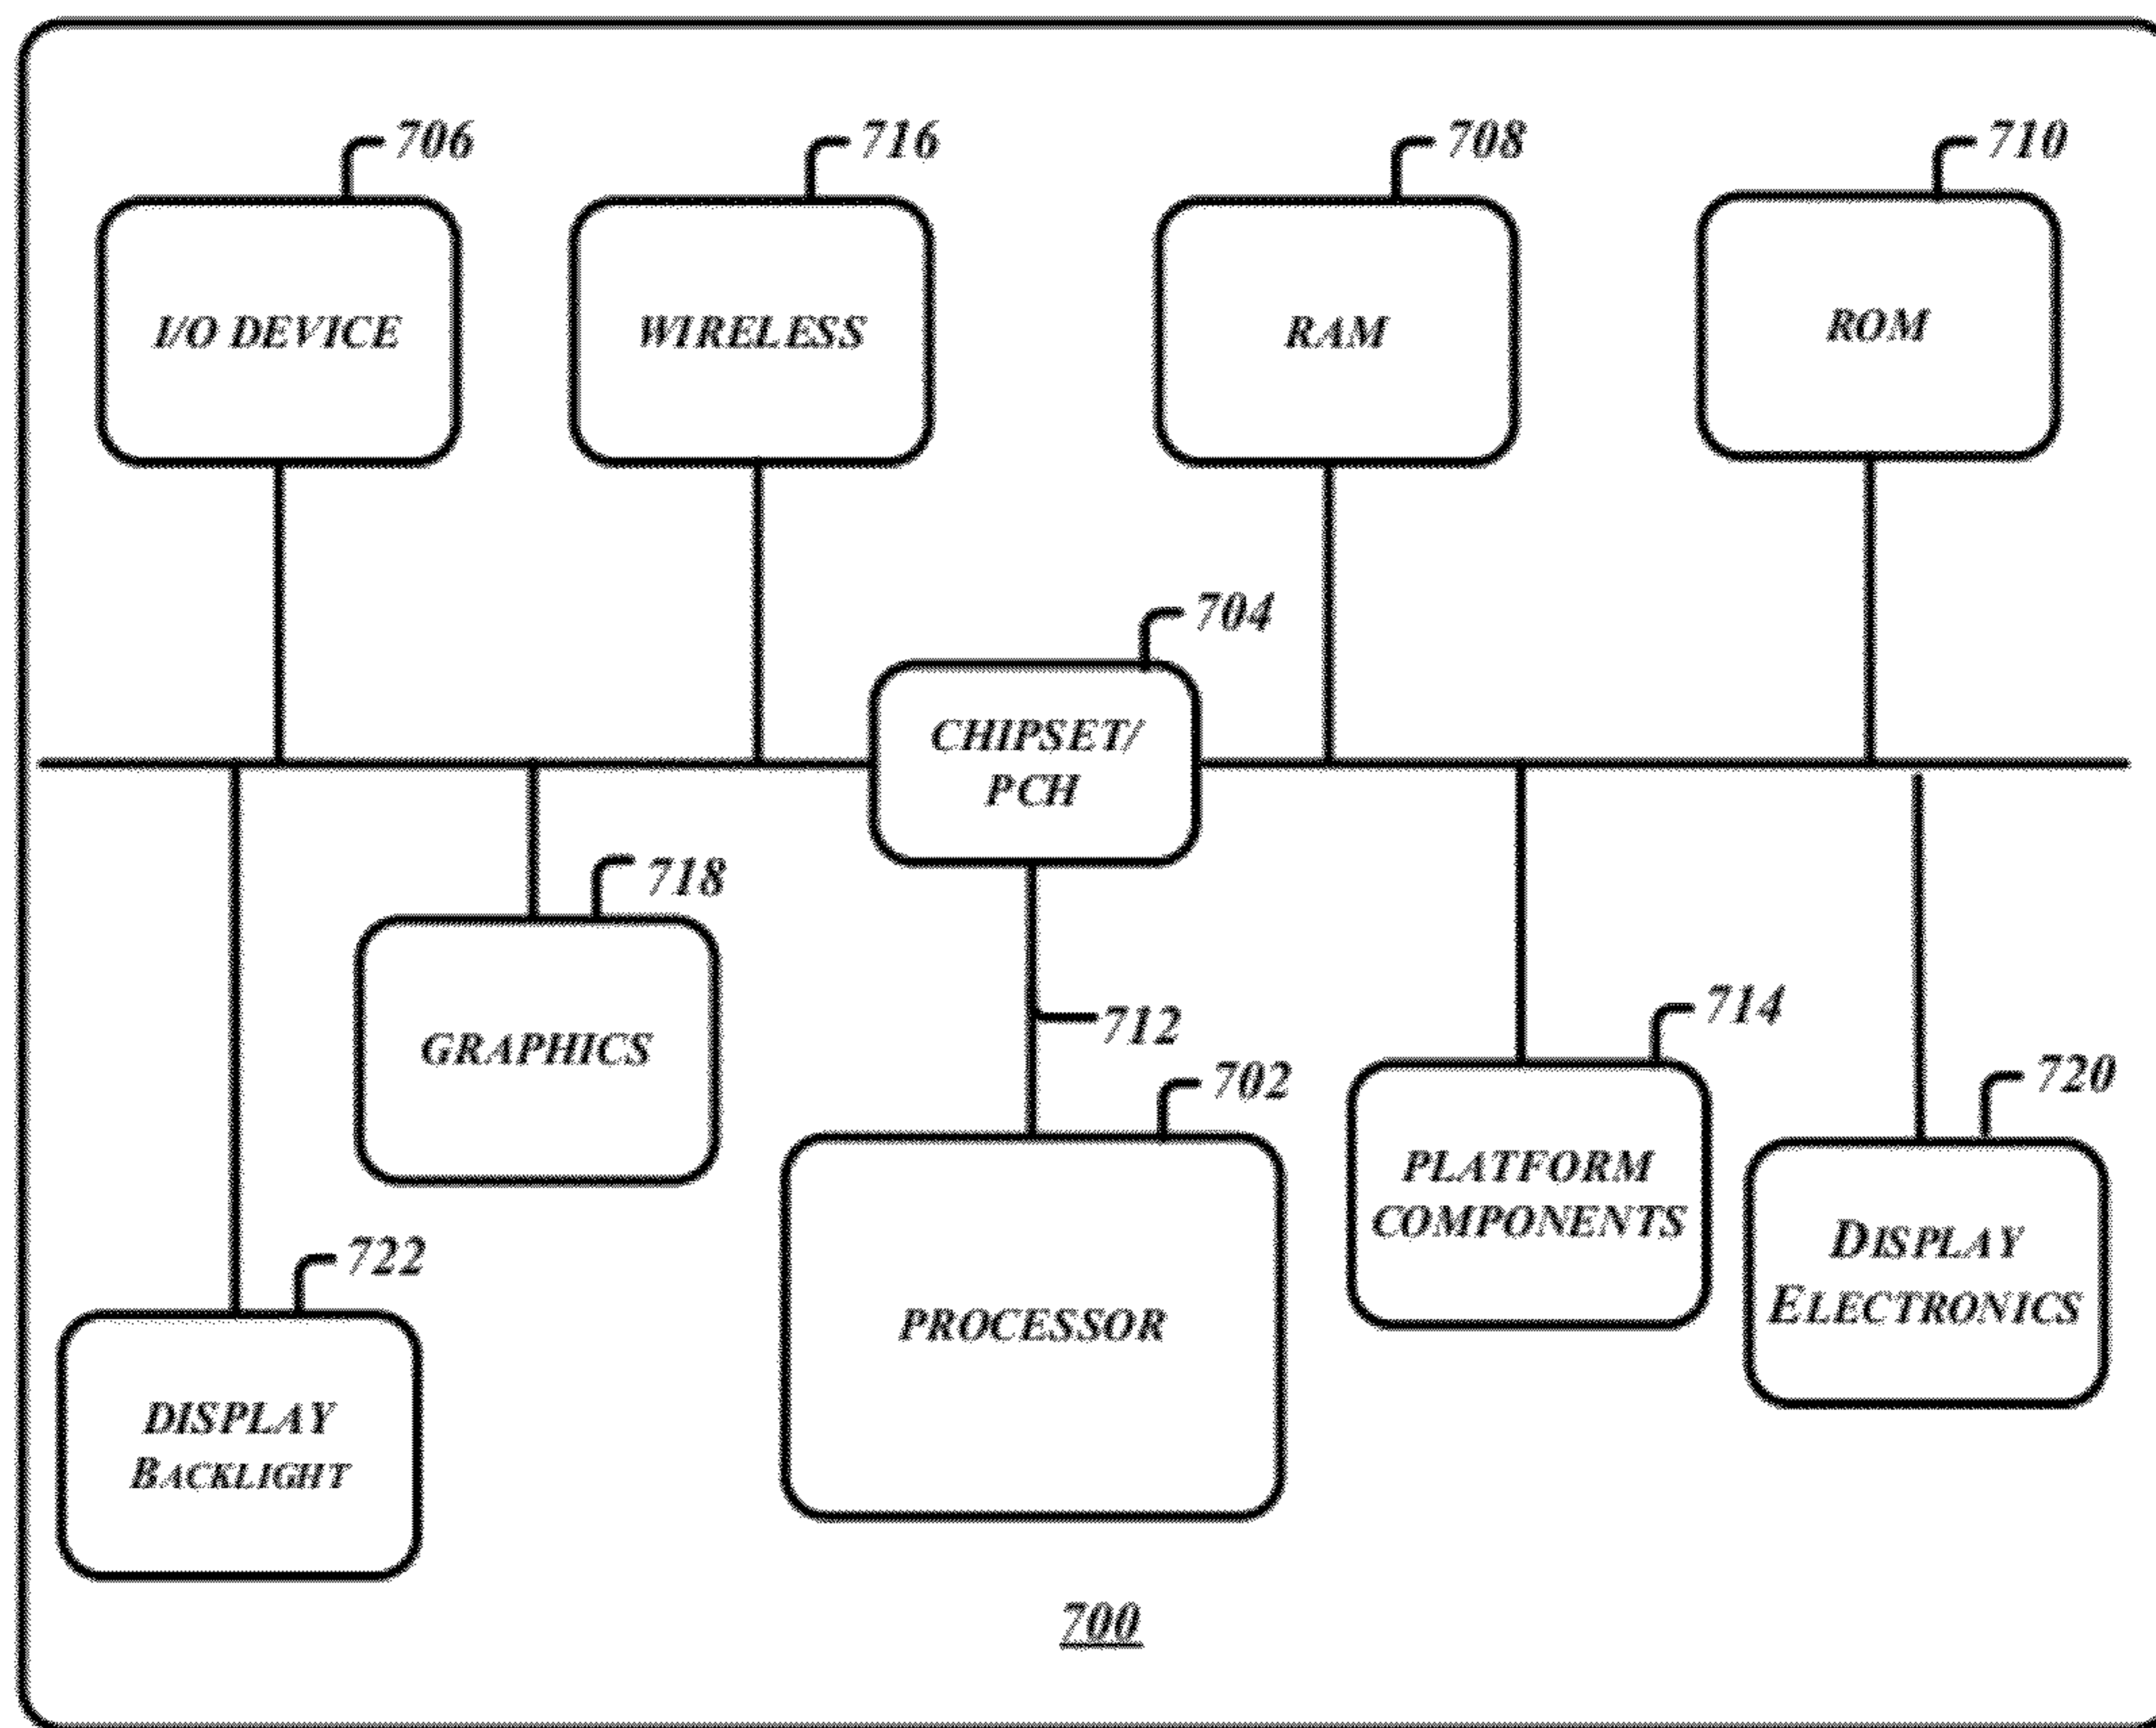 706
716
708
710
I/O DEVICE
WIRELESS
RAM
ROM
704
CHIPSET/
PCH
718
GRAPHICS
712
702
714
720
PLATFORM
COMPONENTS
DISPLAY
ELECTRONICS
722
PROCESSOR
DISPLAY
BACKLIGHT
700